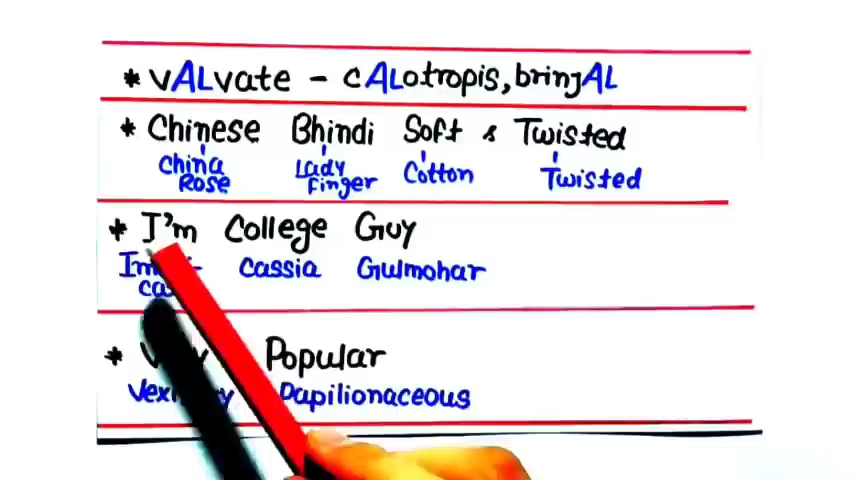 * vALvate - cALotropis, brinjAL
* Chinese Bhindi Soft & Twisted
China Rose Lady Finger Cotton Twisted
* I'm College Guy
Cassia Gulmohar
* Popular
Papilionaceous